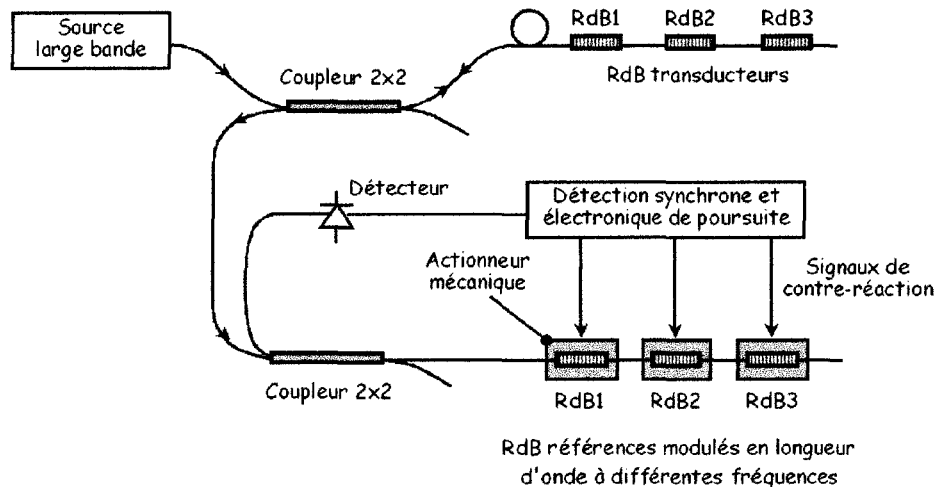 Source
large bande
Coupleur 2x2
RdB1
RdB2
RdB3
RdB transducteurs
Détecteur
Détection synchrone et
électronique de poursuite
Actionneur
mécanique
Signaux de
contre-réaction
Coupleur 2x2
RdB1
RdB2
RdB3
RdB références modulés en longueur
d'onde à différentes fréquences